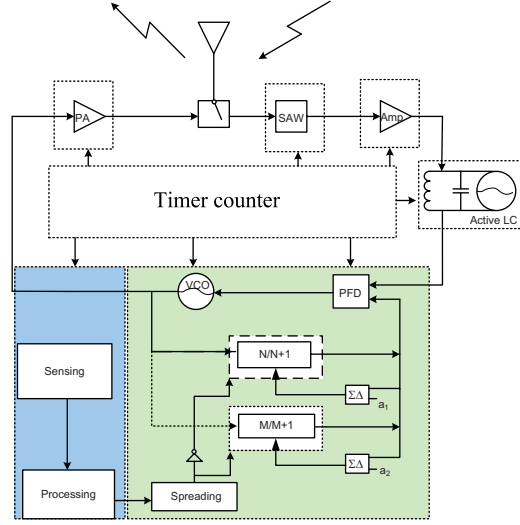 PA
SAW
Amp
Timer counter
Active LC
VCO
PFD
Sensing
N/N+1
ΣΔ
a1
M/M+1
ΣΔ
a2
Processing
Spreading